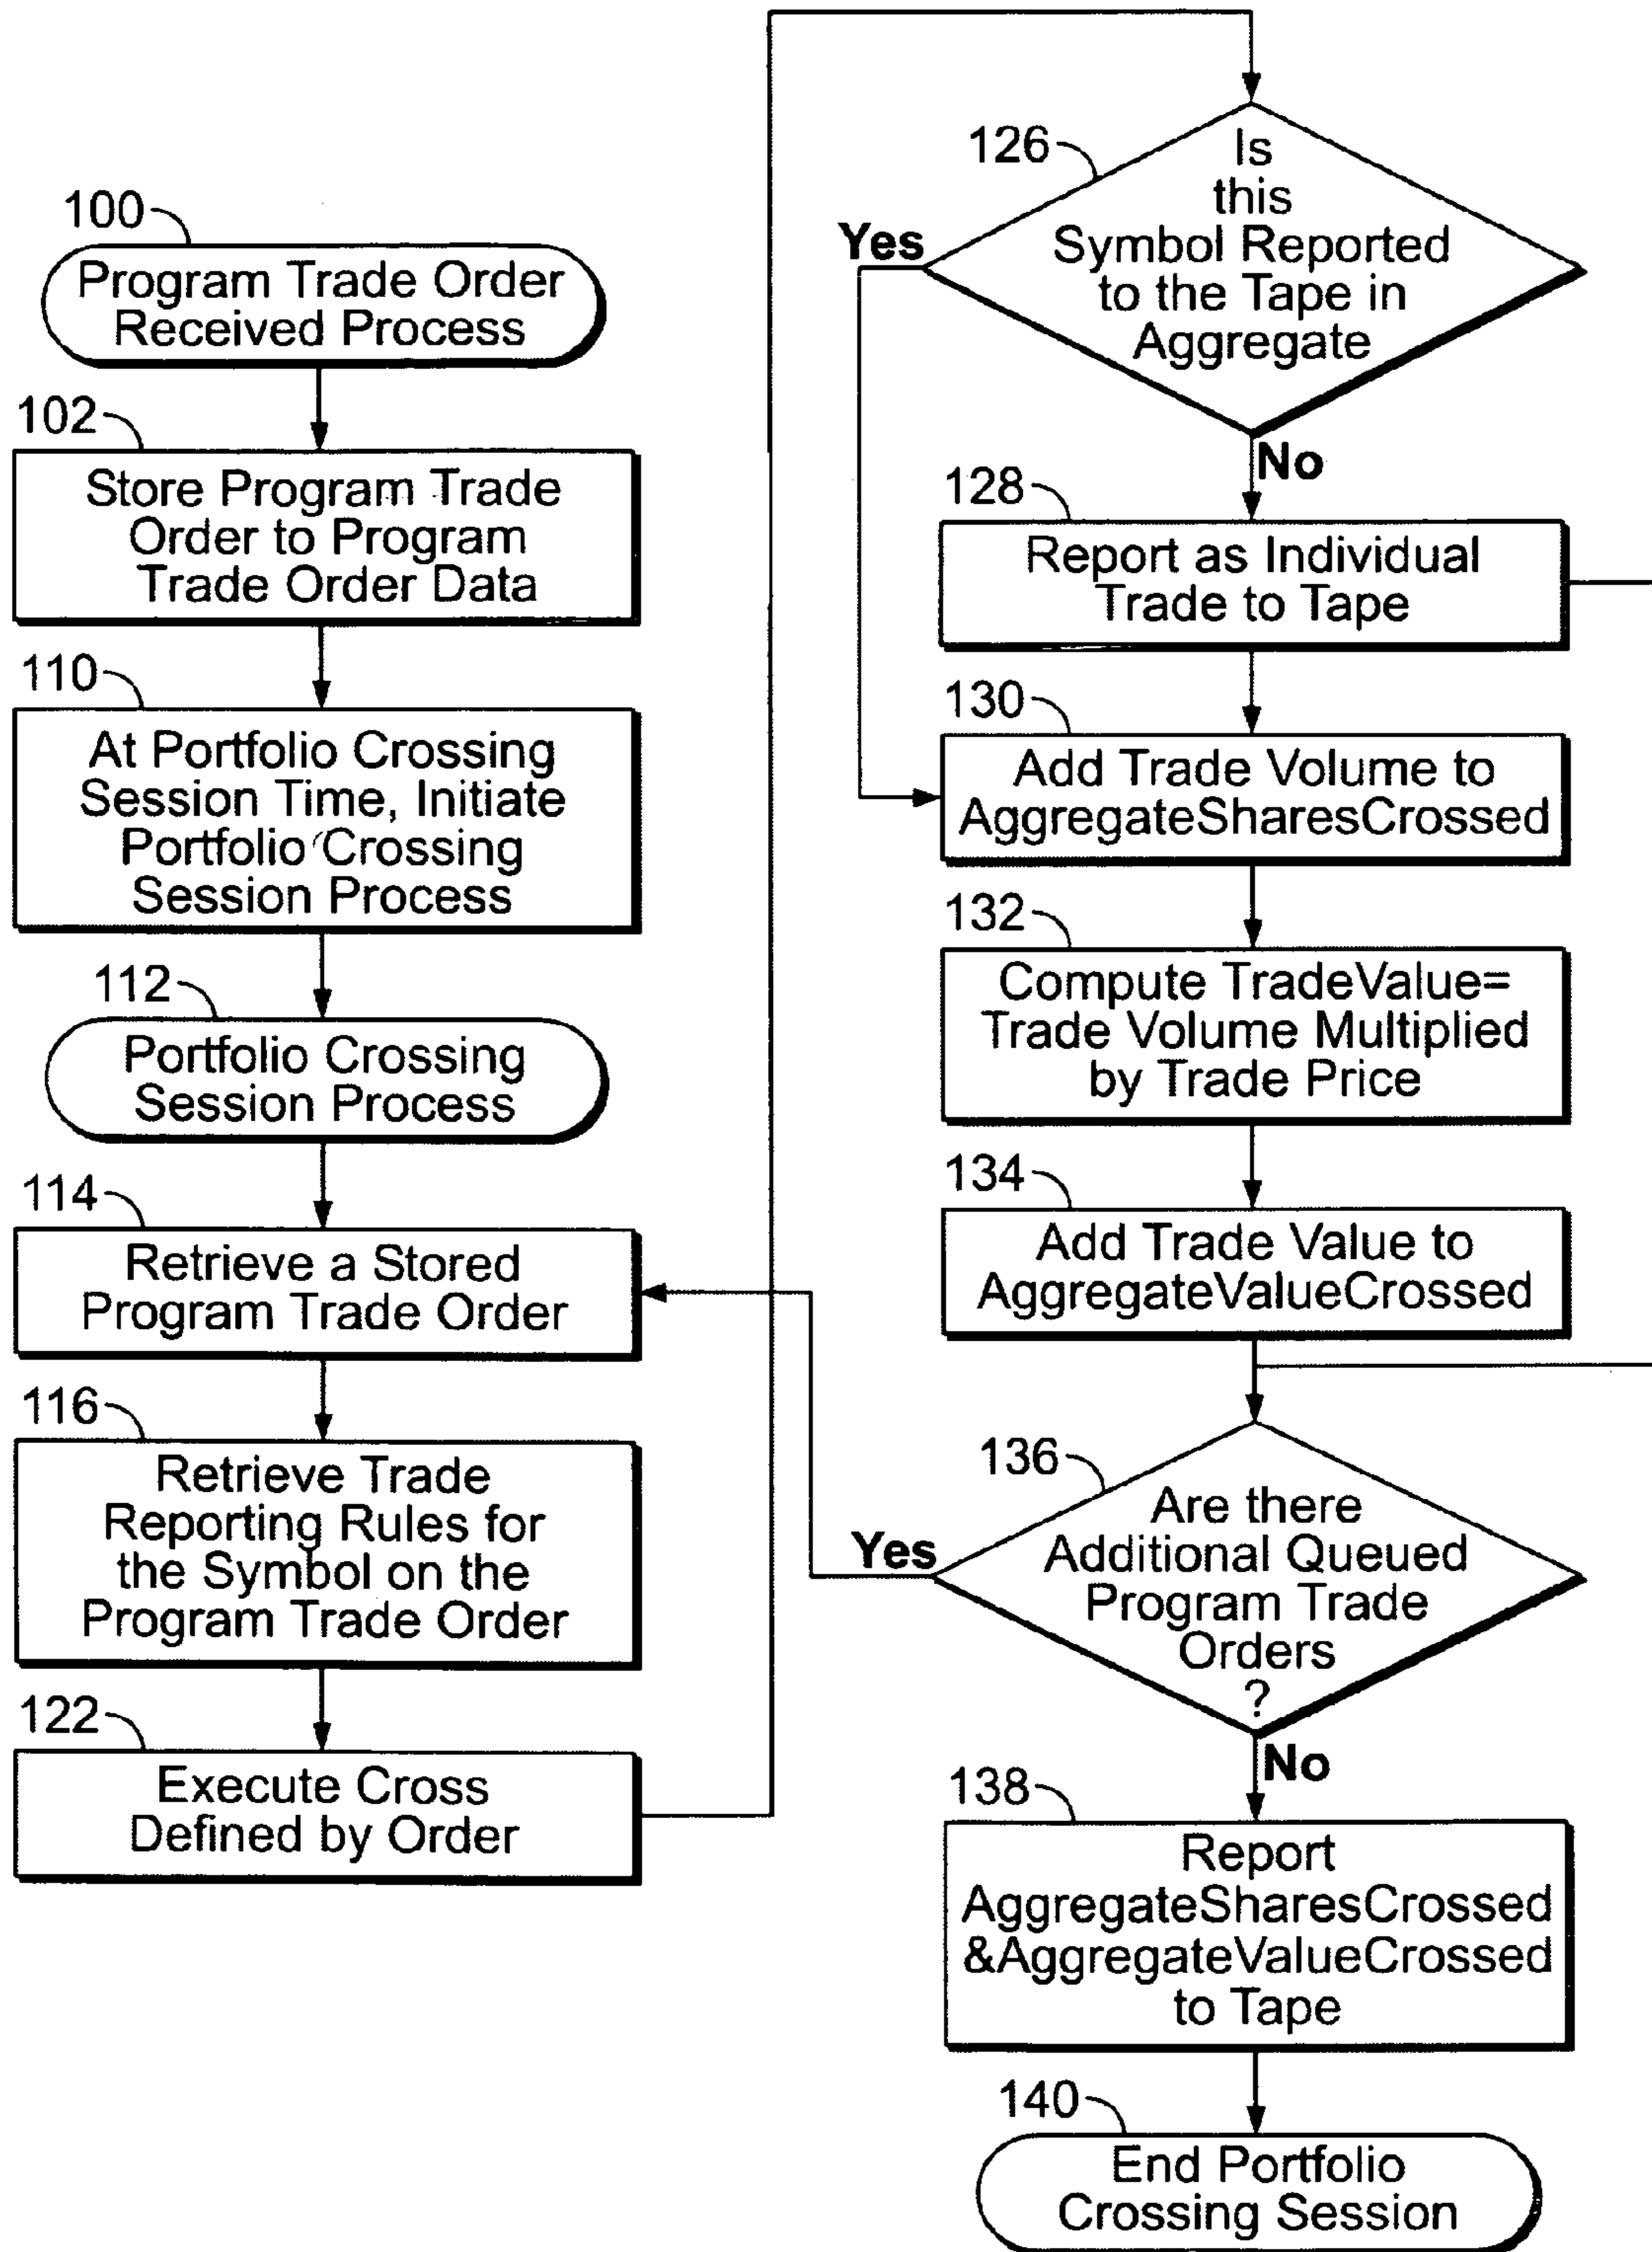 100
Program Trade Order
Received Process
102
Store Program Trade
Order to Program
Trade Order Data
110
At Portfolio Crossing
Session Time, Initiate
Portfolio Crossing
Session Process
112
Portfolio Crossing
Session Process
114
Retrieve a Stored
Program Trade Order
116
Retrieve Trade
Reporting Rules for
the Symbol on the
Program Trade Order
122
Execute Cross
Defined by Order
126
Is
this
Symbol Reported
to the Tape in
Aggregate
Yes
No
128
Report as Individual
Trade to Tape
130
Add Trade Volume to
AggregateSharesCrossed
132
Compute TradeValue=
Trade Volume Multiplied
by Trade Price
134
Add Trade Value to
AggregateValueCrossed
136
Are there
Additional Queued
Program Trade
Orders
?
Yes
No
138
Report
AggregateSharesCrossed
&AggregateValueCrossed
to Tape
140
End Portfolio
Crossing Session